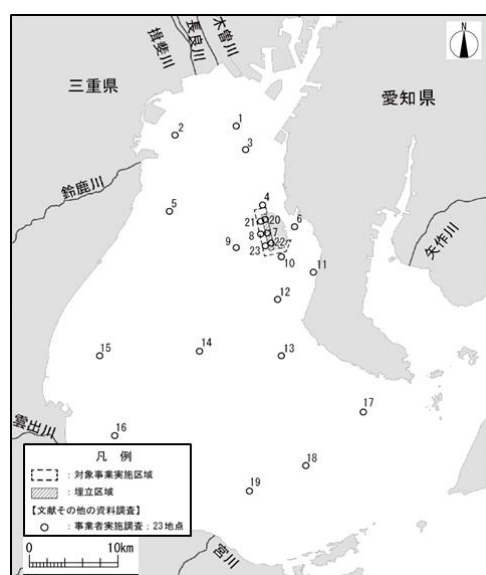 木曽川
長良川
揖斐川
N
三重県
愛知県
1
2
3
鈴鹿川
4
5
21
20
6
8
7
22
9
23
10
11
矢作川
12
14
13
15
17
16
雲出川
18
19
凡 例
:対象事業実施区域
:埋立区域
【文献その他の資料調査】
:事業者実施調査:23地点
0 10km
宮川